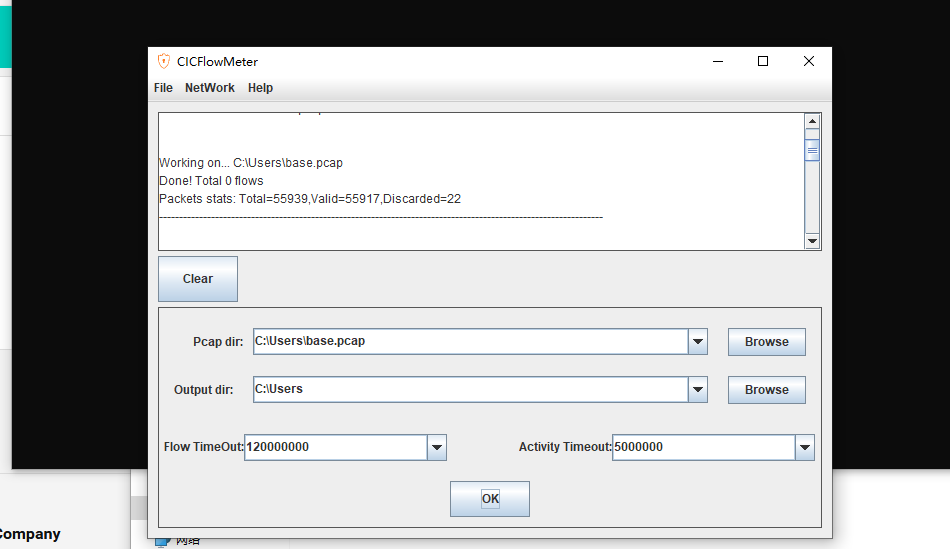 CICFlowMeter
File NetWork Help
Working on... C:\Users\base.pcap
Done! Total 0 flows
Packets stats: Total=55939,Valid=55917,Discarded=22
Clear
Pcap dir: C:\Users\base.pcap Browse
Output dir: C:\Users Browse
Flow TimeOut: 120000000 Activity Timeout: 5000000
OK
Company
网络